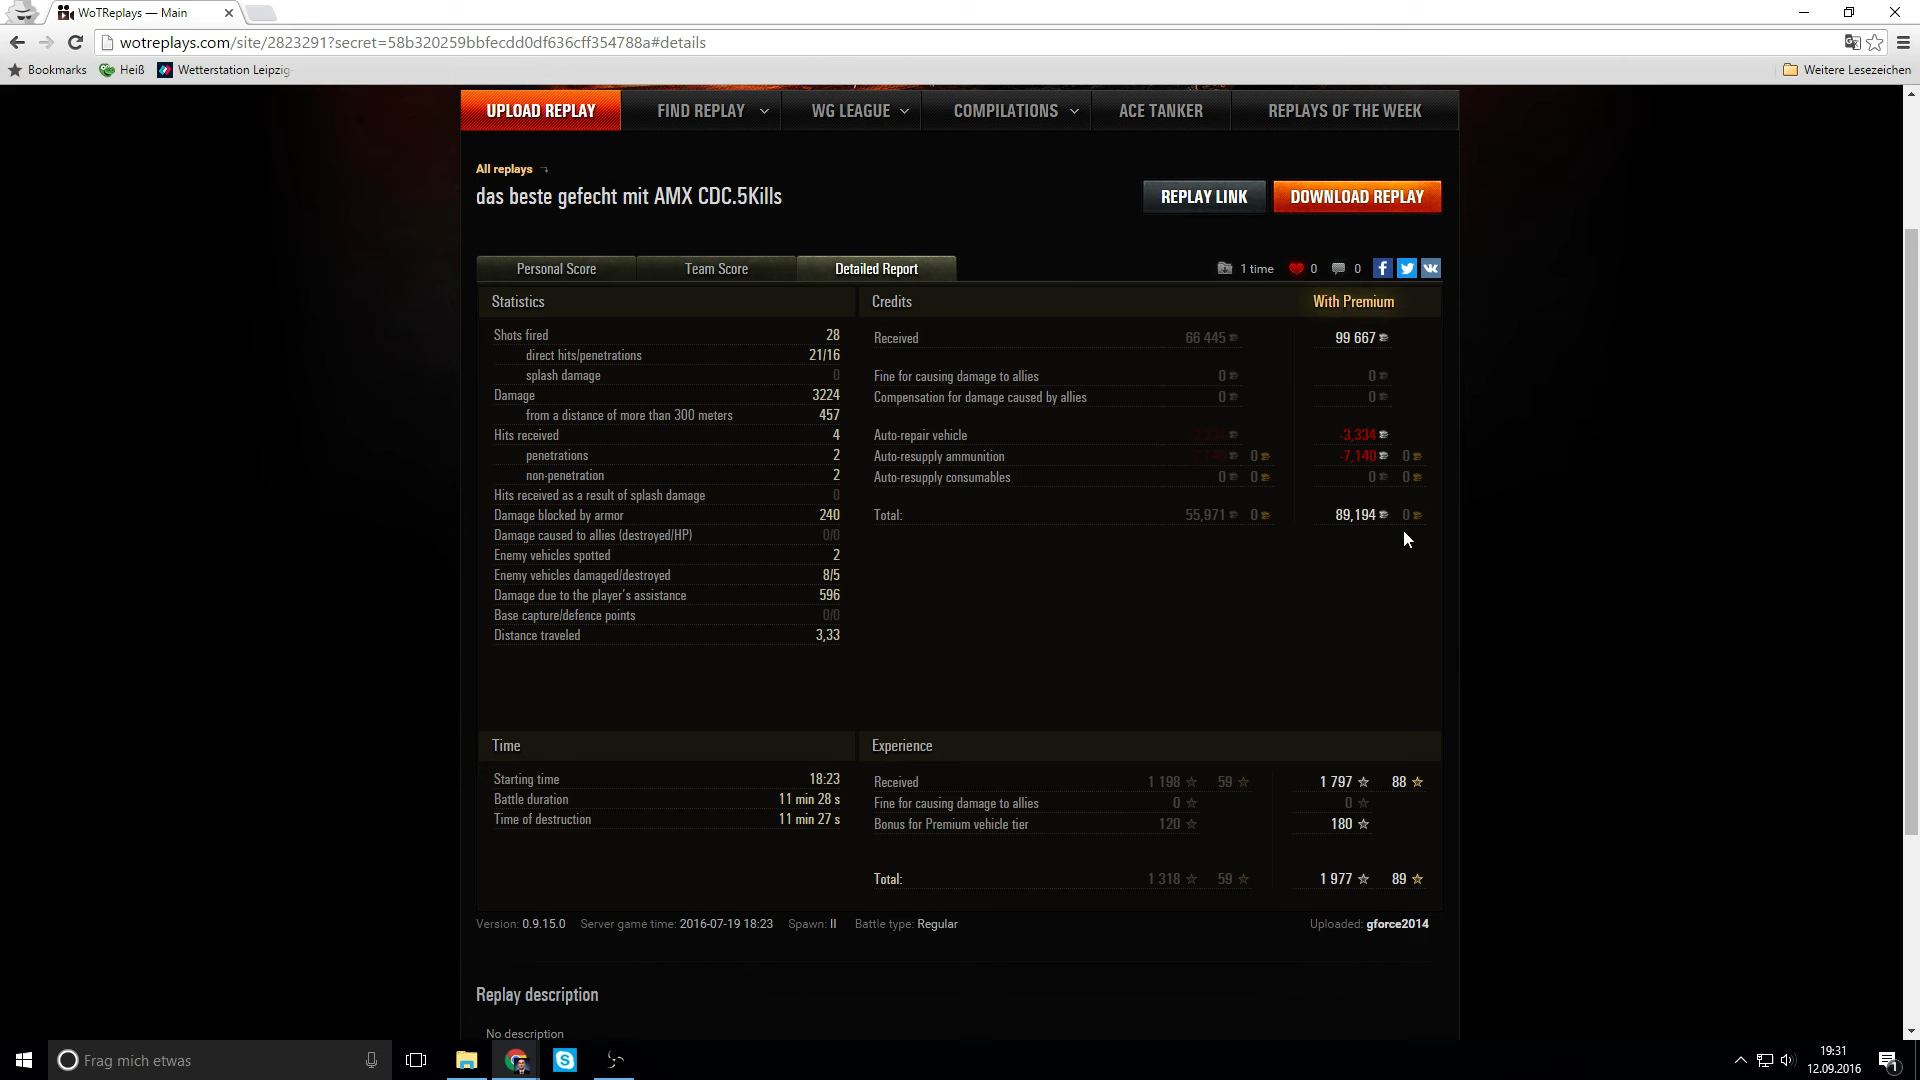 WoTReplays — Main
wotreplays.com/site/2823291?secret=58b320259bbfecdd0df636cff354788a#details
Bookmarks Heiß Wetterstation Leipzig Weitere Lesezeichen
UPLOAD REPLAY FIND REPLAY WG LEAGUE COMPILATIONS ACE TANKER REPLAYS OF THE WEEK
All replays
das beste gefecht mit AMX CDC.5Kills
REPLAY LINK DOWNLOAD REPLAY
Personal Score Team Score Detailed Report 1 time 0 0
Statistics
Shots fired 28
direct hits/penetrations 21/16
splash damage 0
Damage 3224
from a distance of more than 300 meters 457
Hits received 4
penetrations 2
non-penetration 2
Hits received as a result of splash damage 0
Damage blocked by armor 240
Damage caused to allies (destroyed/HP) 0/0
Enemy vehicles spotted 2
Enemy vehicles damaged/destroyed 8/5
Damage due to the player's assistance 596
Base capture/defence points 0/0
Distance traveled 3,33
Credits With Premium
Received 66 445 99 667
Fine for causing damage to allies 0 0
Compensation for damage caused by allies 0 0
Auto-repair vehicle -3,334
Auto-resupply ammunition 0 -7,140 0
Auto-resupply consumables 0 0 0 0
Total: 55,971 0 89,194 0
Time
Starting time 18:23
Battle duration 11 min 28 s
Time of destruction 11 min 27 s
Experience
Received 1 198 59 1 797 88
Fine for causing damage to allies 0 0
Bonus for Premium vehicle tier 120 180
Total: 1 318 59 1 977 89
Version: 0.9.15.0 Server game time: 2016-07-19 18:23 Spawn: II Battle type: Regular Uploaded: gforce2014
Replay description
No description
Frag mich etwas
19:31
12.09.2016
1